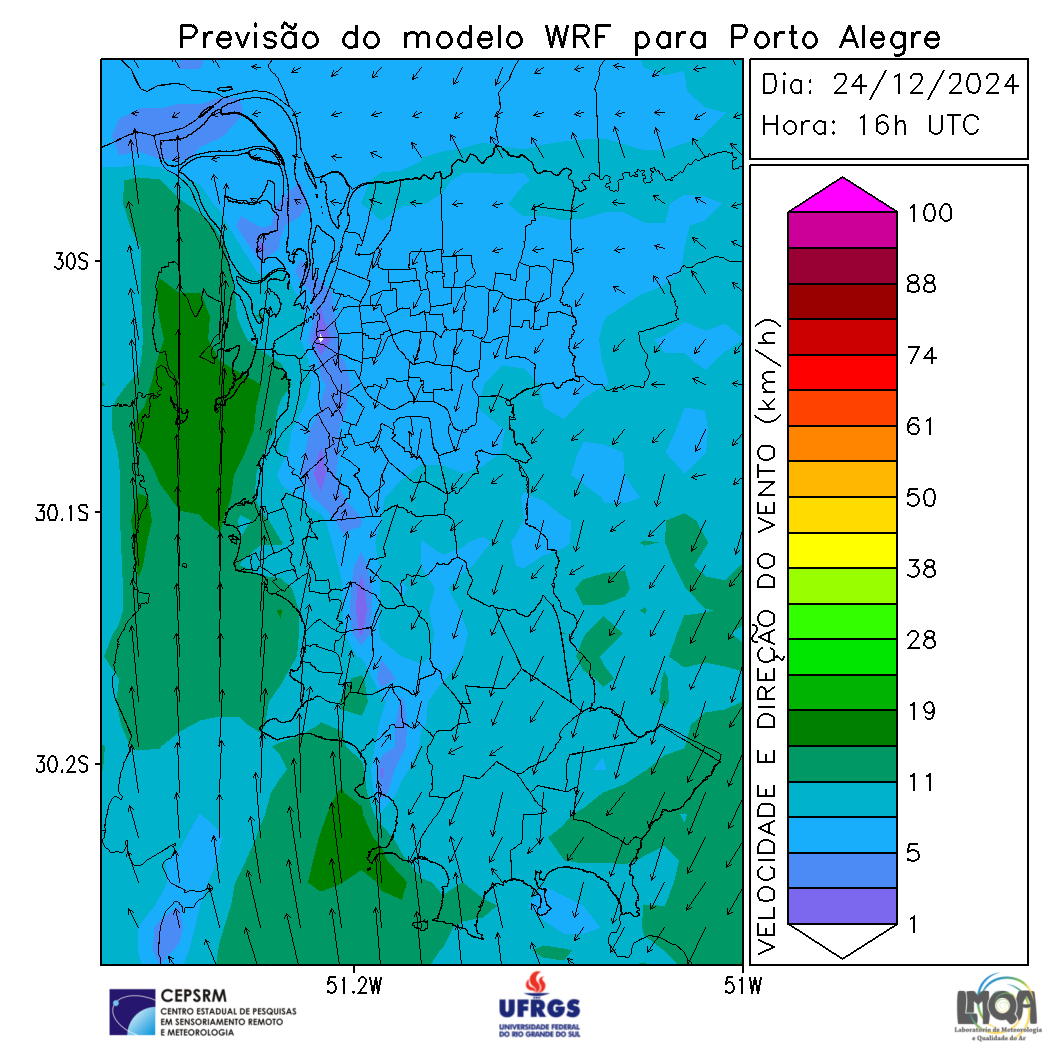 Previsão do modelo WRF para Porto Alegre
Dia: 24/12/2024
Hora: 16h UTC
30S
30.1S
30.2S
51.2W
51W
VELOCIDADE E DIREÇÃO DO VENTO (km/h)
100
88
74
61
50
38
28
19
11
5
1
CEPSRM
CENTRO ESTADUAL DE PESQUISAS
EM SENSORIAMENTO REMOTO
E METEOROLOGIA
UFRGS
UNIVERSIDADE FEDERAL
DO RIO GRANDE DO SUL
LMQA
Laboratório de Meteorologia
e Qualidade do Ar